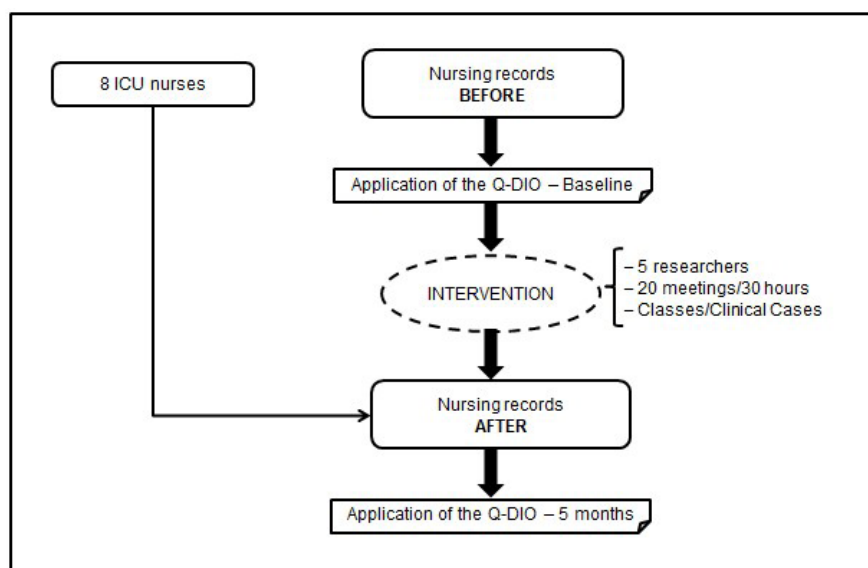 8 ICU nurses
Nursing records
BEFORE
Application of the Q-DIO – Baseline
INTERVENTION
– 5 researchers
– 20 meetings/30 hours
– Classes/Clinical Cases
Nursing records
AFTER
Application of the Q-DIO – 5 months